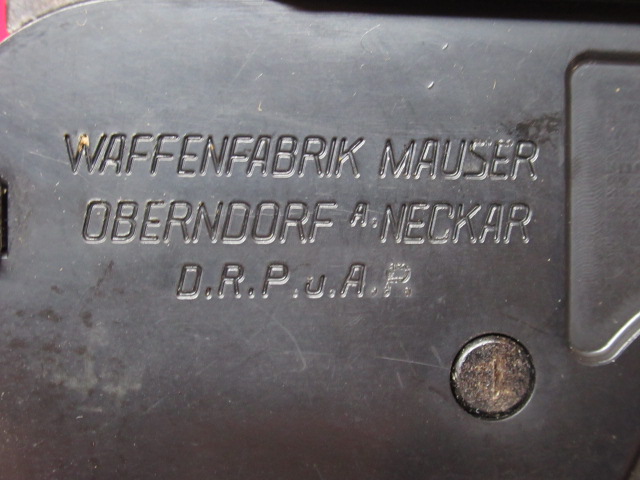 WAFFENFABRIK MAUSER
OBERNDORF A. NECKAR
D.R.P.u.A.P.